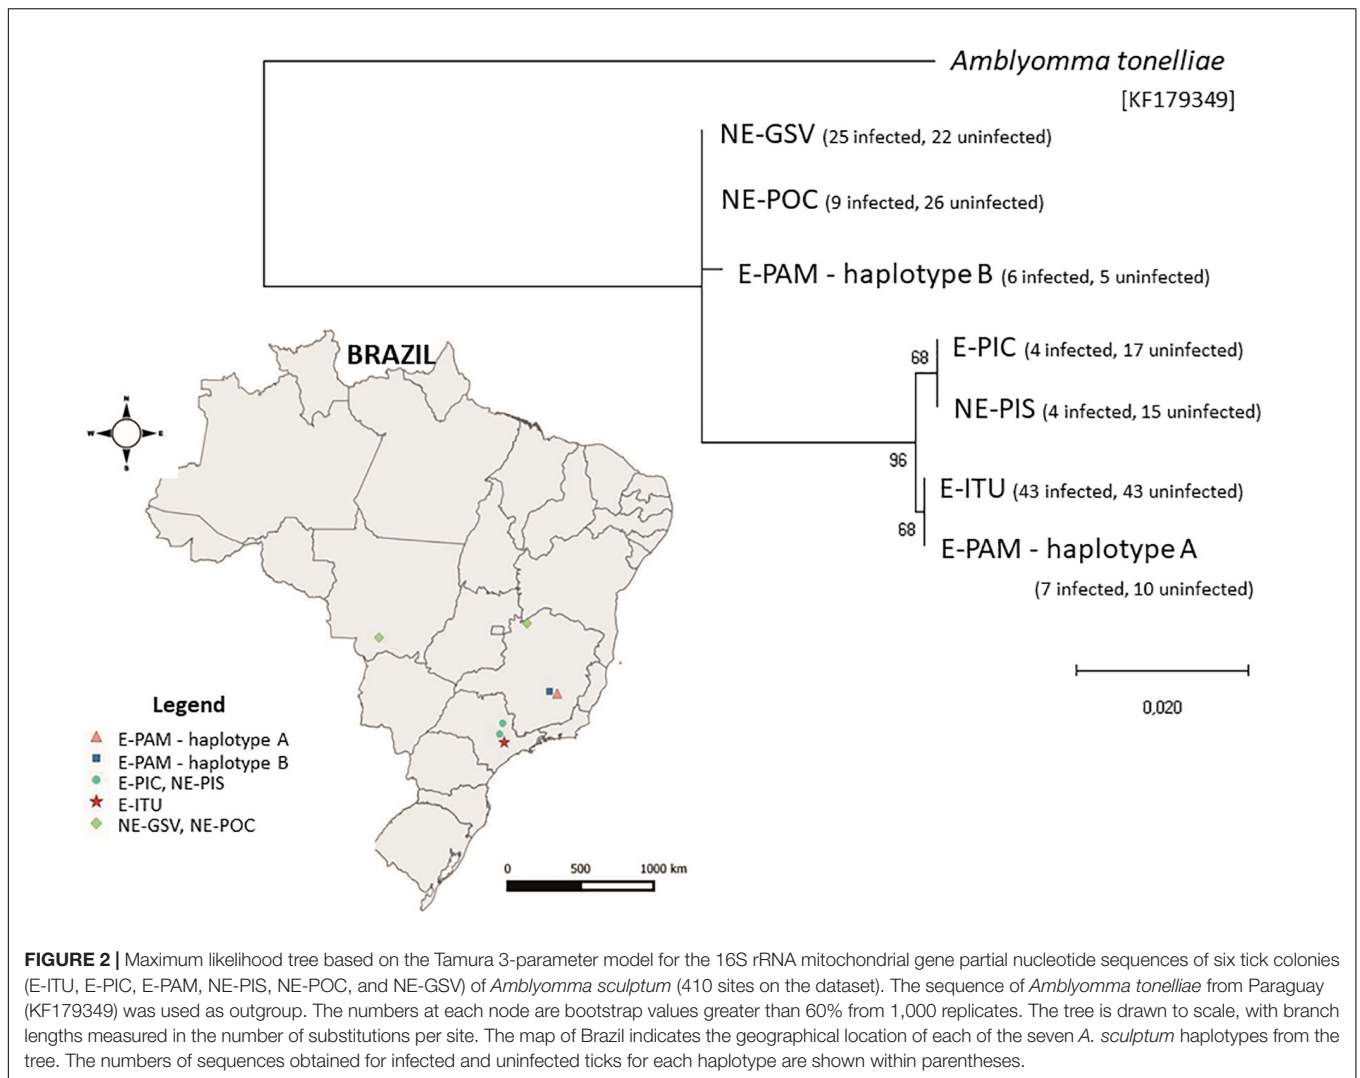 Amblyomma tonelliae
[KF179349]
NE-GSV (25 infected, 22 uninfected)
NE-POC (9 infected, 26 uninfected)
E-PAM - haplotype B (6 infected, 5 uninfected)
68
E-PIC (4 infected, 17 uninfected)
NE-PIS (4 infected, 15 uninfected)
96
E-ITU (43 infected, 43 uninfected)
68
E-PAM - haplotype A
(7 infected, 10 uninfected)
0,020
BRAZIL
N
W E
S
Legend
E-PAM - haplotype A
E-PAM - haplotype B
E-PIC, NE-PIS
E-ITU
NE-GSV, NE-POC
0 500 1000 km
FIGURE 2 | Maximum likelihood tree based on the Tamura 3-parameter model for the 16S rRNA mitochondrial gene partial nucleotide sequences of six tick colonies
(E-ITU, E-PIC, E-PAM, NE-PIS, NE-POC, and NE-GSV) of Amblyomma sculptum (410 sites on the dataset). The sequence of Amblyomma tonelliae from Paraguay
(KF179349) was used as outgroup. The numbers at each node are bootstrap values greater than 60% from 1,000 replicates. The tree is drawn to scale, with branch
lengths measured in the number of substitutions per site. The map of Brazil indicates the geographical location of each of the seven A. sculptum haplotypes from the
tree. The numbers of sequences obtained for infected and uninfected ticks for each haplotype are shown within parentheses.